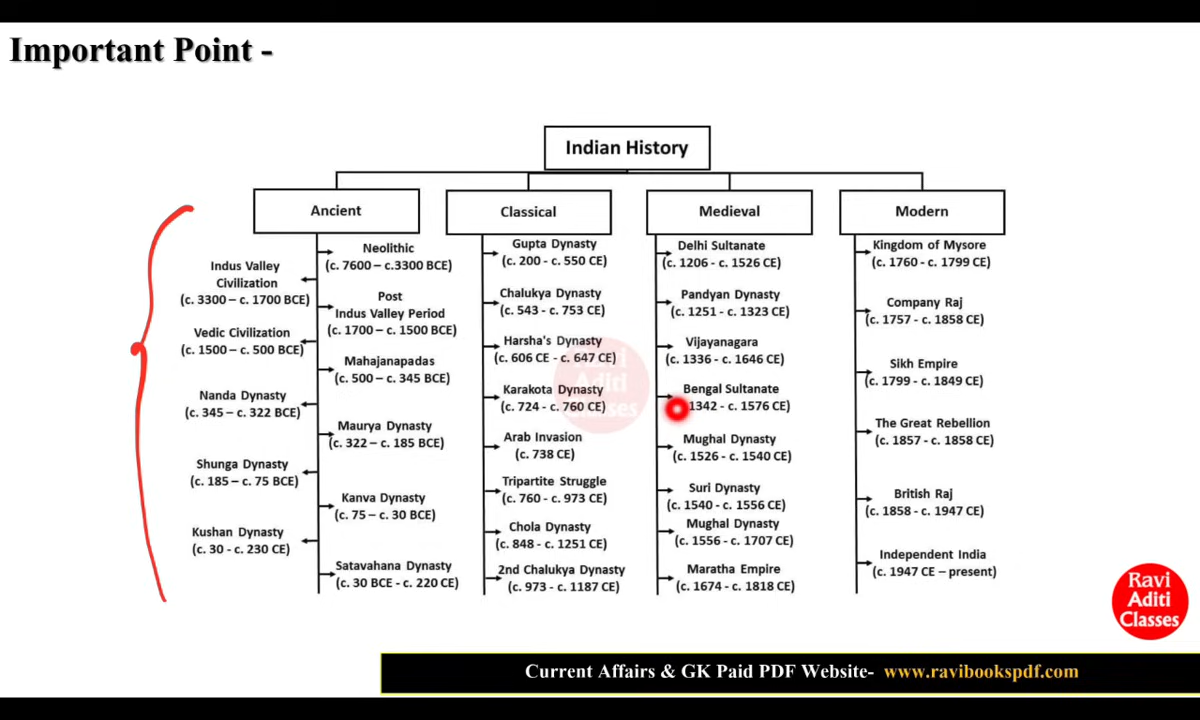 Important Point -
Indian History
Ancient
Neolithic
(c. 7600 – c.3300 BCE)
Indus Valley
Civilization
(c. 3300 – c. 1700 BCE)
Post
Indus Valley Period
(c. 1700 – c. 1500 BCE)
Vedic Civilization
(c. 1500 – c. 500 BCE)
Mahajanapadas
(c. 500 – c. 345 BCE)
Nanda Dynasty
(c. 345 – c. 322 BCE)
Maurya Dynasty
(c. 322 – c. 185 BCE)
Shunga Dynasty
(c. 185 – c. 75 BCE)
Kanva Dynasty
(c. 75 – c. 30 BCE)
Kushan Dynasty
(c. 30 - c. 230 CE)
Satavahana Dynasty
(c. 30 BCE - c. 220 CE)
Classical
Gupta Dynasty
(c. 200 - c. 550 CE)
Chalukya Dynasty
(c. 543 - c. 753 CE)
Harsha's Dynasty
(c. 606 CE - c. 647 CE)
Karakota Dynasty
(c. 724 - c. 760 CE)
Arab Invasion
(c. 738 CE)
Tripartite Struggle
(c. 760 - c. 973 CE)
Chola Dynasty
(c. 848 - c. 1251 CE)
2nd Chalukya Dynasty
(c. 973 - c. 1187 CE)
Ravi
Aditi
Classes
Medieval
Delhi Sultanate
(c. 1206 - c. 1526 CE)
Pandyan Dynasty
(c. 1251 - c. 1323 CE)
Vijayanagara
(c. 1336 - c. 1646 CE)
Bengal Sultanate
1342 - c. 1576 CE)
Mughal Dynasty
(c. 1526 - c. 1540 CE)
Suri Dynasty
(c. 1540 - c. 1556 CE)
Mughal Dynasty
(c. 1556 - c. 1707 CE)
Maratha Empire
(c. 1674 - c. 1818 CE)
Modern
Kingdom of Mysore
(c. 1760 - c. 1799 CE)
Company Raj
(c. 1757 - c. 1858 CE)
Sikh Empire
(c. 1799 - c. 1849 CE)
The Great Rebellion
(c. 1857 - c. 1858 CE)
British Raj
(c. 1858 - c. 1947 CE)
Independent India
(c. 1947 CE – present)
Ravi
Aditi
Classes
Current Affairs & GK Paid PDF Website- www.ravibookspdf.com